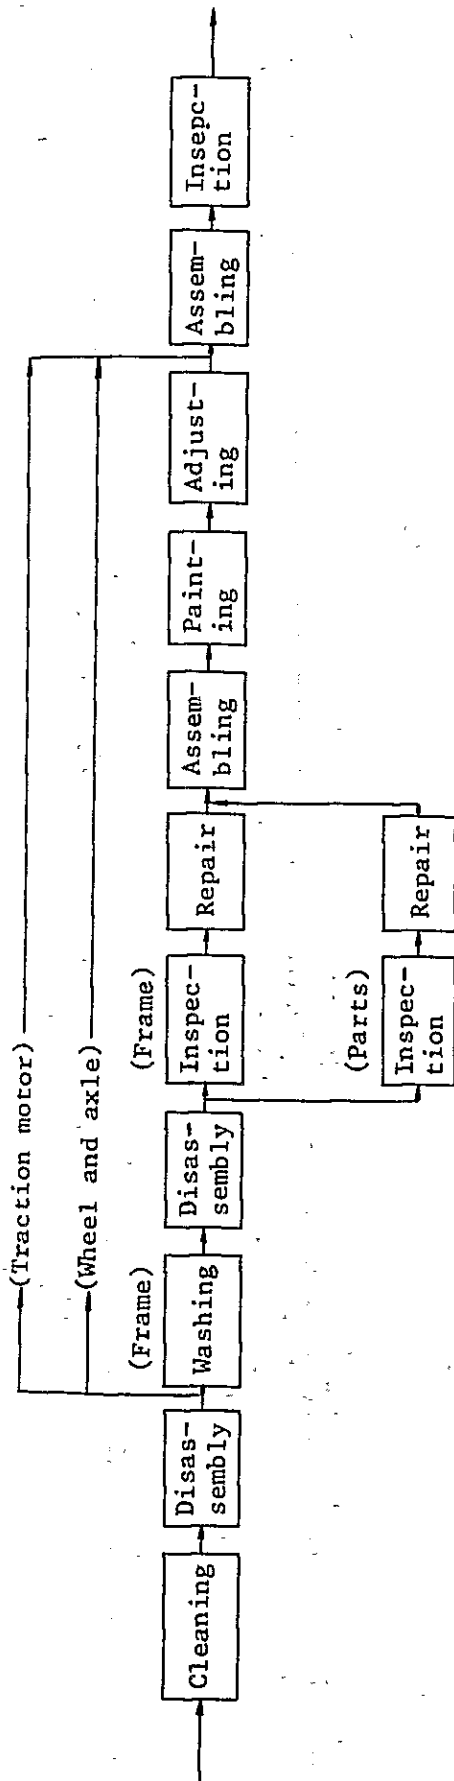 (Traction motor)
(Wheel and axle)
(Frame)
(Frame)
Cleaning
Disas-
sembly
Washing
Disas-
sembly
Inspec-
tion
Repair
Assem-
bling
Paint-
ing
Adjust-
ing
Assem-
bling
Insepc-
tion
(Parts)
Inspec-
tion
Repair